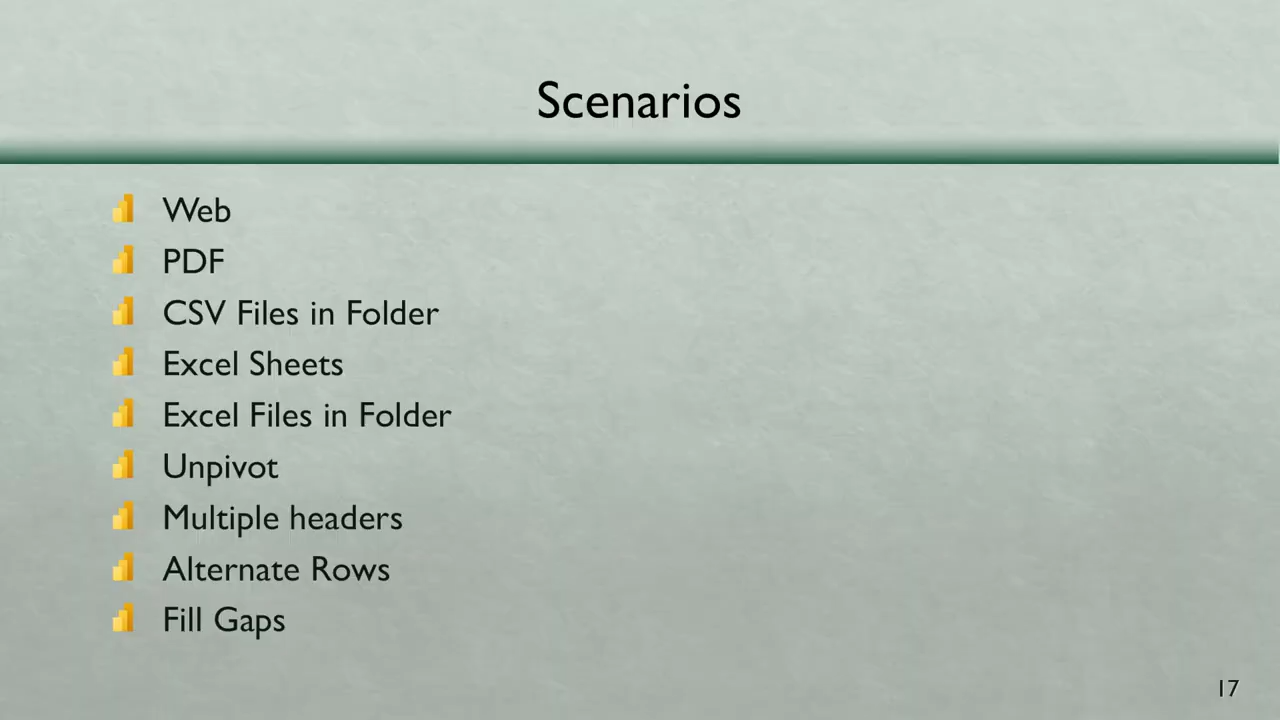 Scenarios
Web
PDF
CSV Files in Folder
Excel Sheets
Excel Files in Folder
Unpivot
Multiple headers
Alternate Rows
Fill Gaps
17